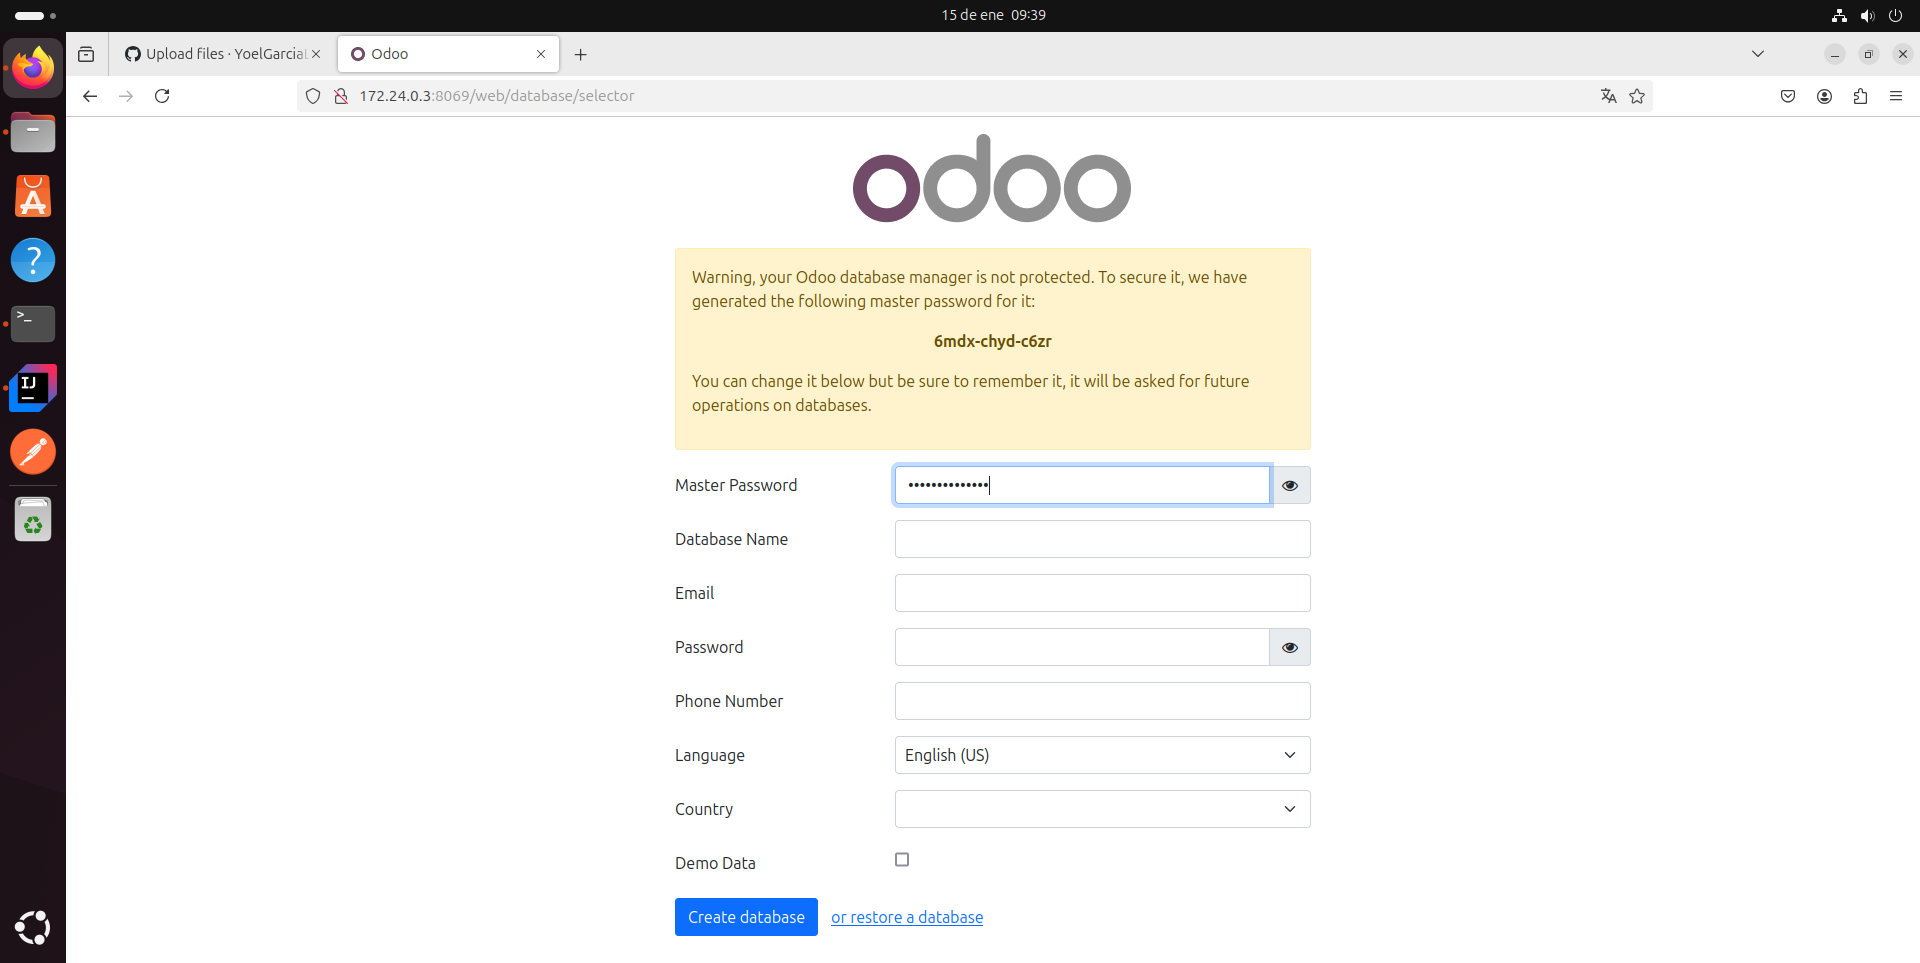 15 de ene 09:39
Upload files · YoelGarcia
Odoo
172.24.0.3:8069/web/database/selector
odoo
Warning, your Odoo database manager is not protected. To secure it, we have
generated the following master password for it:
6mdx-chyd-c6zr
You can change it below but be sure to remember it, it will be asked for future
operations on databases.
Master Password
••••••••••••••
Database Name
Email
Password
Phone Number
Language
English (US)
Country
Demo Data
Create database
or restore a database